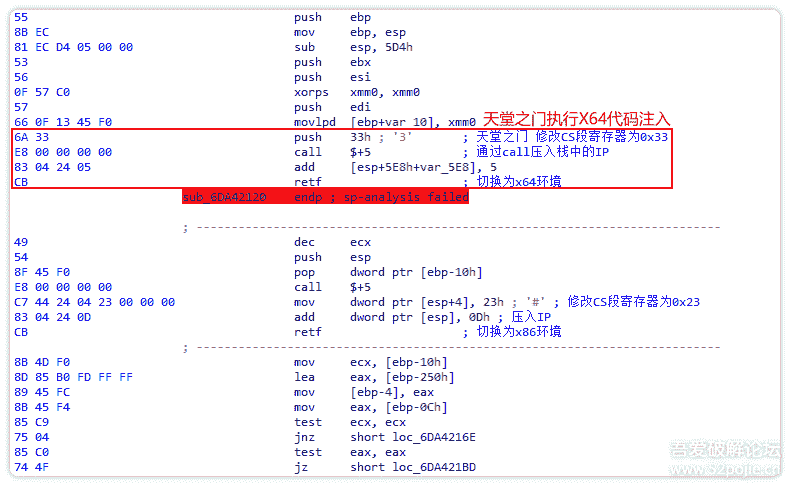 55 push ebp
8B EC mov ebp, esp
81 EC D4 05 00 00 sub esp, 5D4h
53 push ebx
56 push esi
0F 57 C0 xorps xmm0, xmm0
57 push edi
66 0F 13 45 F0 movlpd [ebp+var_10], xmm0 天堂之门执行X64代码注入
6A 33 push 33h ; '3' ; 天堂之门 修改CS段寄存器为0x33
E8 00 00 00 00 call $+5 ; 通过call压入栈中的IP
83 04 24 05 add [esp+5E8h+var_5E8], 5
CB retf ; 切换为x64环境
sub_6DA42120 endp ; sp-analysis failed
; ---------------------------------------------------------------------------
49 dec ecx
54 push esp
8F 45 F0 pop dword ptr [ebp-10h]
E8 00 00 00 00 call $+5
C7 44 24 04 23 00 00 00 mov dword ptr [esp+4], 23h ; '#' ; 修改CS段寄存器为0x23
83 04 24 0D add dword ptr [esp], 0Dh ; 压入IP
CB retf ; 切换为x86环境
; ---------------------------------------------------------------------------
8B 4D F0 mov ecx, [ebp-10h]
8D 85 B0 FD FF FF lea eax, [ebp-250h]
89 45 FC mov [ebp-4], eax
8B 45 F4 mov eax, [ebp-0Ch]
85 C9 test ecx, ecx
75 04 jnz short loc_6DA4216E
85 C0 test eax, eax
74 4F jz short loc_6DA421BD
吾爱破解论坛
www.52pojie.cn